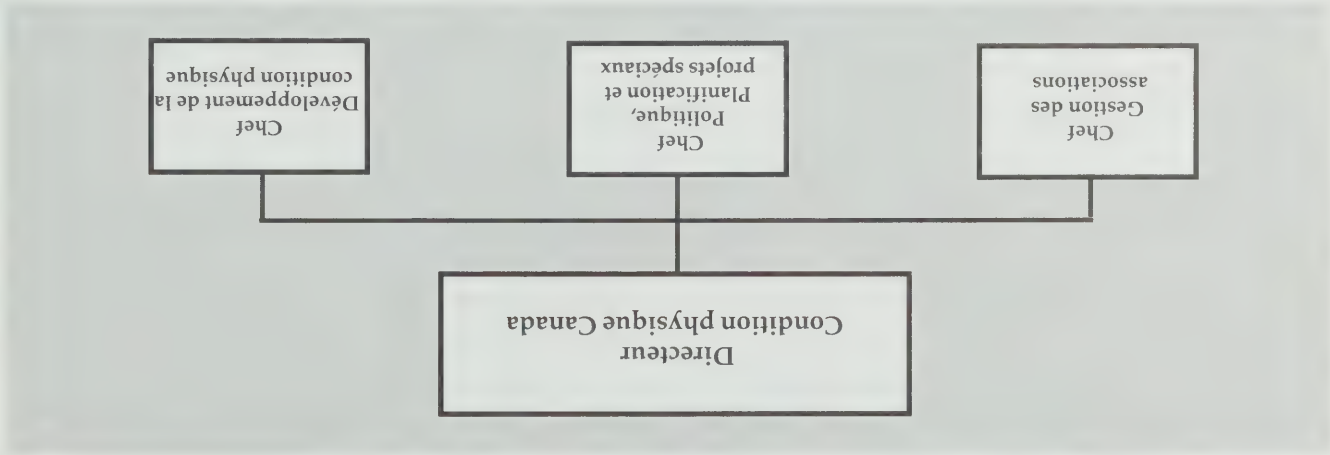 Directeur
Condition physique Canada
Chef
Gestion des
associations
Chef
Politique,
Planification et
projets spéciaux
Chef
Développement de la
condition physique